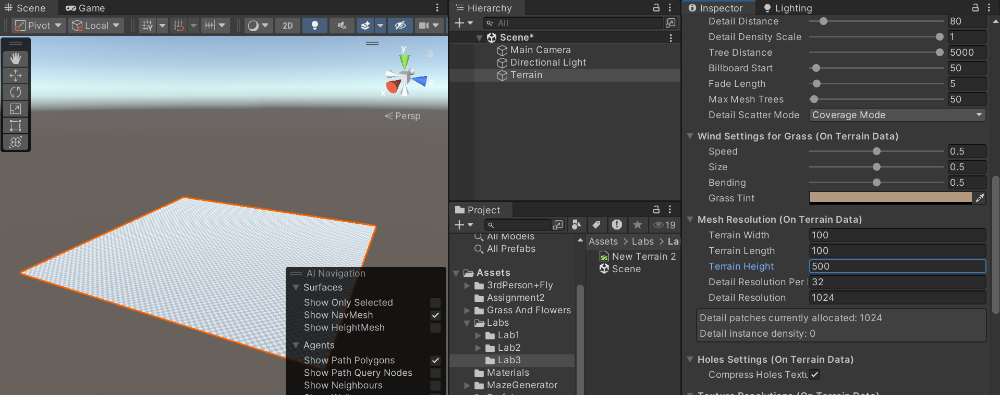 Scene
Game
Pivot
Local
2D
y
z
x
Persp
AI Navigation
Surfaces
Show Only Selected
Show NavMesh
Show HeightMesh
Agents
Show Path Polygons
Show Path Query Nodes
Show Neighbours
Hierarchy
All
Scene*
Main Camera
Directional Light
Terrain
Project
19
All Models
All Prefabs
Assets
3rdPerson+Fly
Assignment2
Grass And Flowers
Labs
Lab1
Lab2
Lab3
Materials
MazeGenerator
Assets > Labs > La
New Terrain 2
Scene
Inspector
Lighting
Detail Distance 80
Detail Density Scale 1
Tree Distance 5000
Billboard Start 50
Fade Length 5
Max Mesh Trees 50
Detail Scatter Mode Coverage Mode
Wind Settings for Grass (On Terrain Data)
Speed 0.5
Size 0.5
Bending 0.5
Grass Tint
Mesh Resolution (On Terrain Data)
Terrain Width 100
Terrain Length 100
Terrain Height 500
Detail Resolution Per 32
Detail Resolution 1024
Detail patches currently allocated: 1024
Detail instance density: 0
Holes Settings (On Terrain Data)
Compress Holes Textu
Texture Resolutions (On Terrain Data)